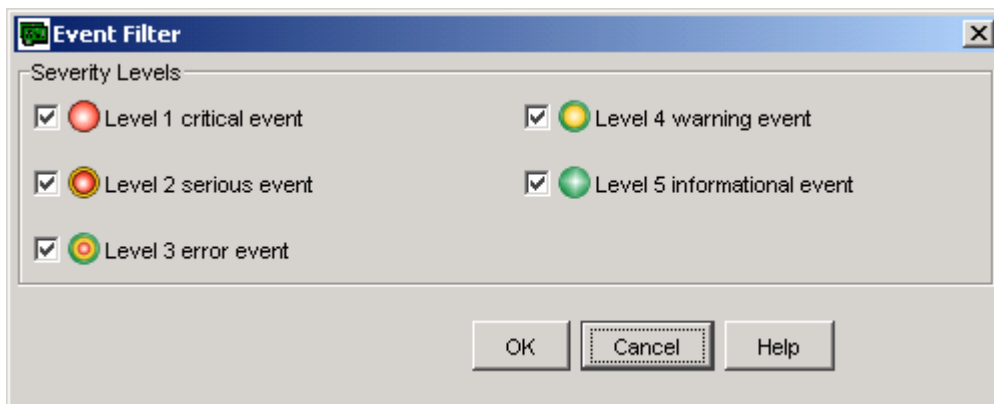 Event Filter
Severity Levels
Level 1 critical event
Level 4 warning event
Level 2 serious event
Level 5 informational event
Level 3 error event
OK
Cancel
Help